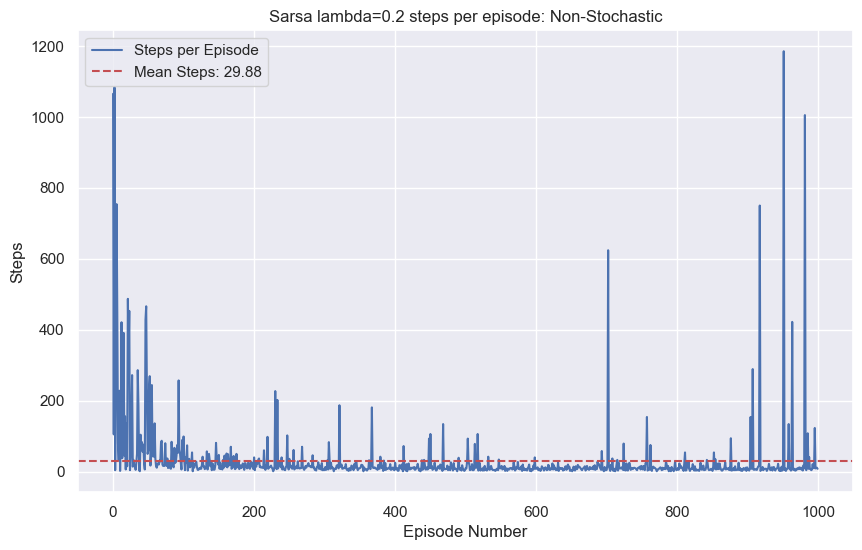 Sarsa lambda=0.2 steps per episode: Non-Stochastic
Steps per Episode
Mean Steps: 29.88
Steps
1200
1000
800
600
400
200
0
0 200 400 600 800 1000
Episode Number